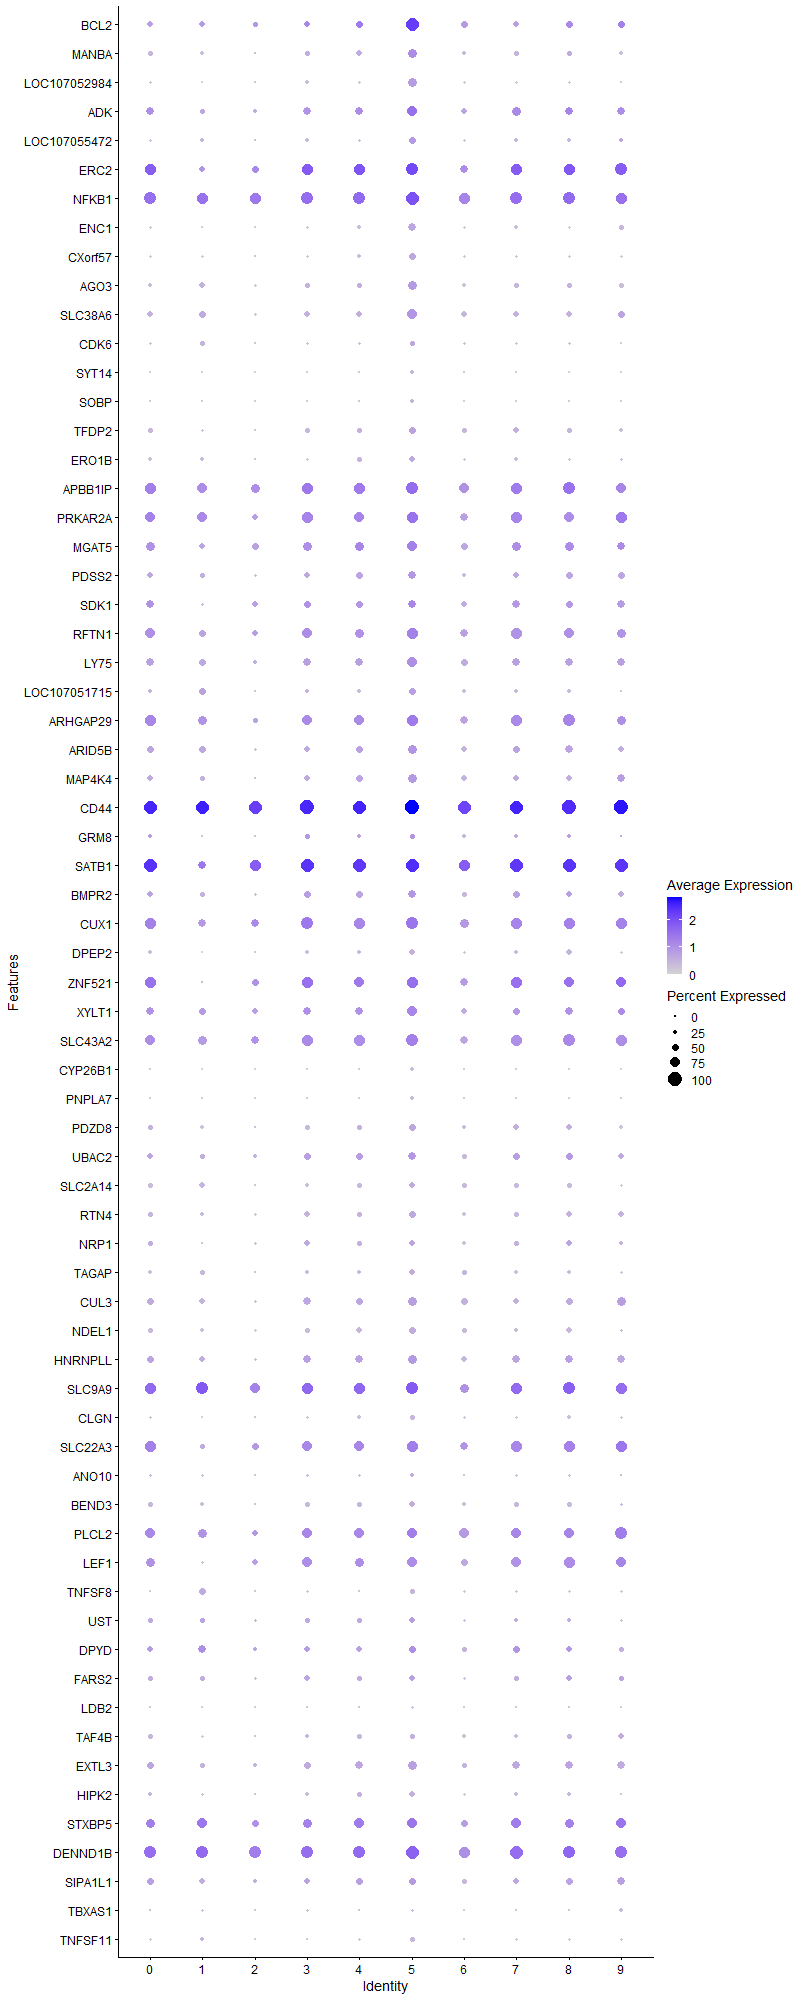 BCL2
MANBA
LOC107052984
ADK
LOC107055472
ERC2
NFKB1
ENC1
CXorf57
AGO3
SLC38A6
CDK6
SYT14
SOBP
TFDP2
ERO1B
APBB1IP
PRKAR2A
MGAT5
PDSS2
SDK1
RFTN1
LY75
LOC107051715
ARHGAP29
ARID5B
MAP4K4
CD44
GRM8
SATB1
BMPR2
CUX1
DPEP2
ZNF521
XYLT1
SLC43A2
CYP26B1
PNPLA7
PDZD8
UBAC2
SLC2A14
RTN4
NRP1
TAGAP
CUL3
NDEL1
HNRNPLL
SLC9A9
CLGN
SLC22A3
ANO10
BEND3
PLCL2
LEF1
TNFSF8
UST
DPYD
FARS2
LDB2
TAF4B
EXTL3
HIPK2
STXBP5
DENND1B
SIPA1L1
TBXAS1
TNFSF11
Features
0 1 2 3 4 5 6 7 8 9
Identity
Average Expression
2
1
0
Percent Expressed
0
25
50
75
100